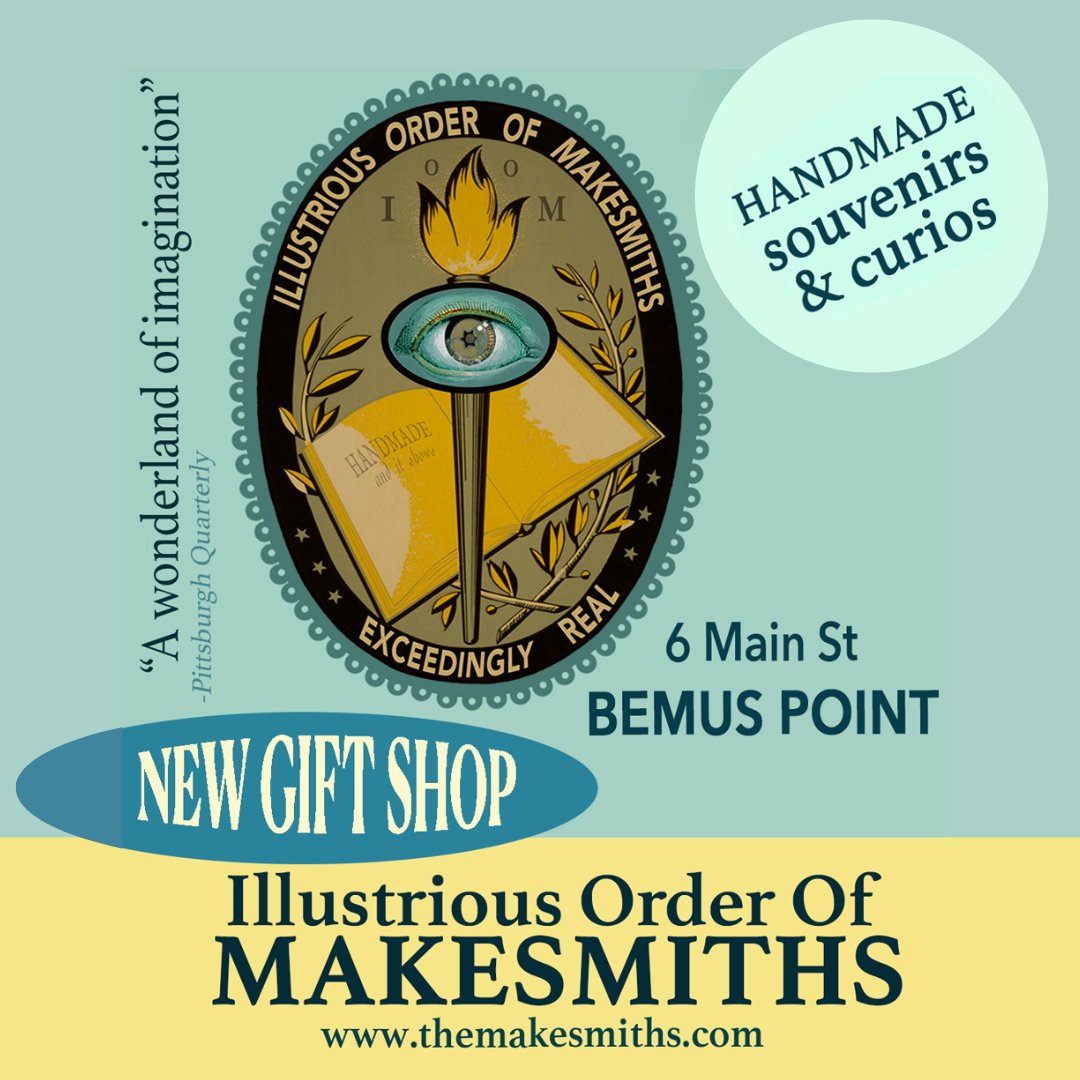 "A wonderland of imagination"
-Pittsburgh Quarterly
ILLUSTRIOUS ORDER OF MAKESMITHS
I O O M
HANDMADE
and it shows
EXCEEDINGLY REAL
HANDMADE
souvenirs
& curios
6 Main St
BEMUS POINT
NEW GIFT SHOP
Illustrious Order Of
MAKESMITHS
www.themakesmiths.com